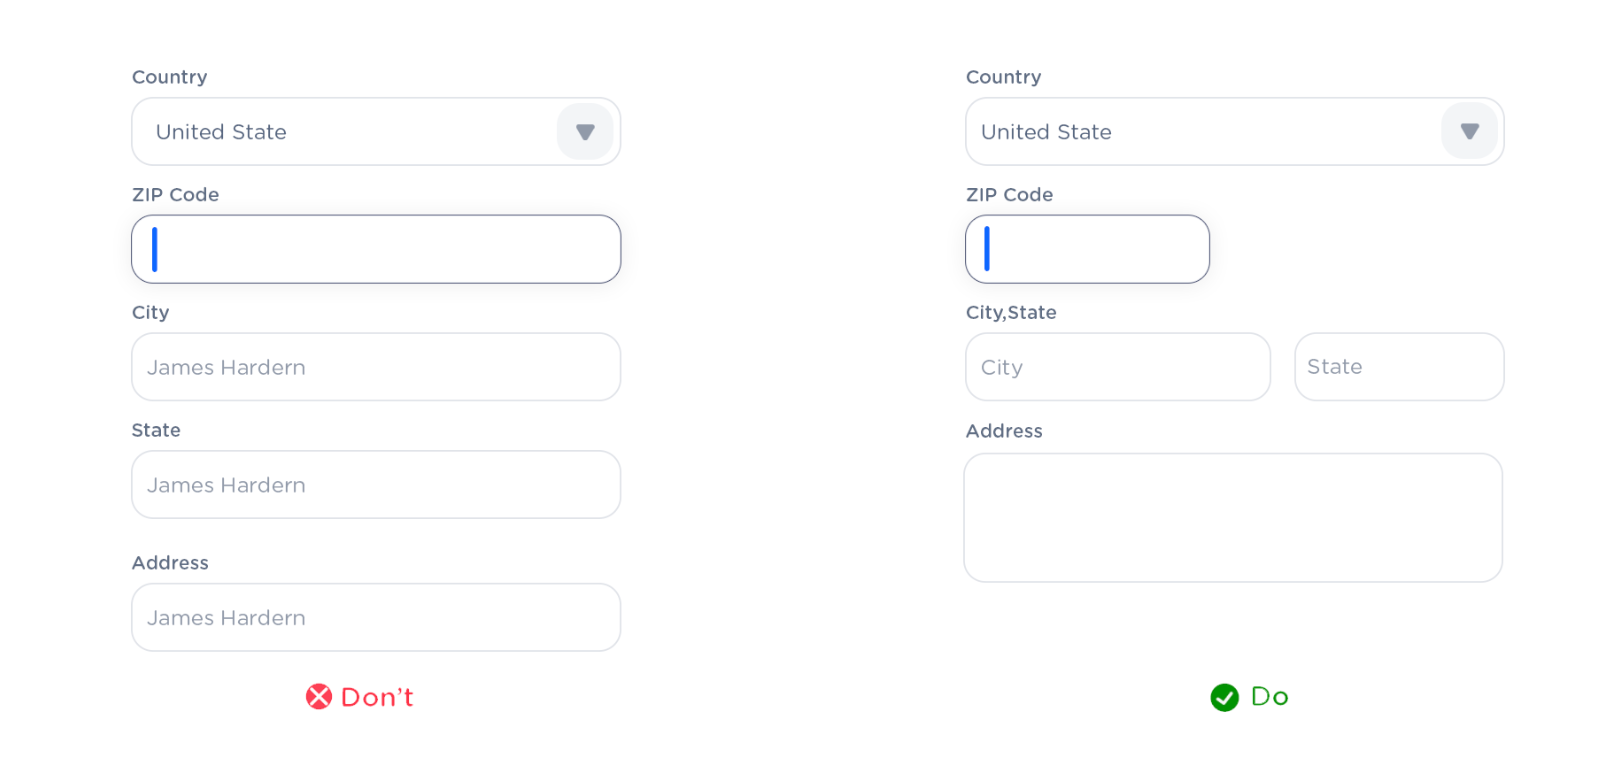 Country
United State
ZIP Code
City
James Hardern
State
James Hardern
Address
James Hardern
Don't
Country
United State
ZIP Code
City,State
City
State
Address
Do